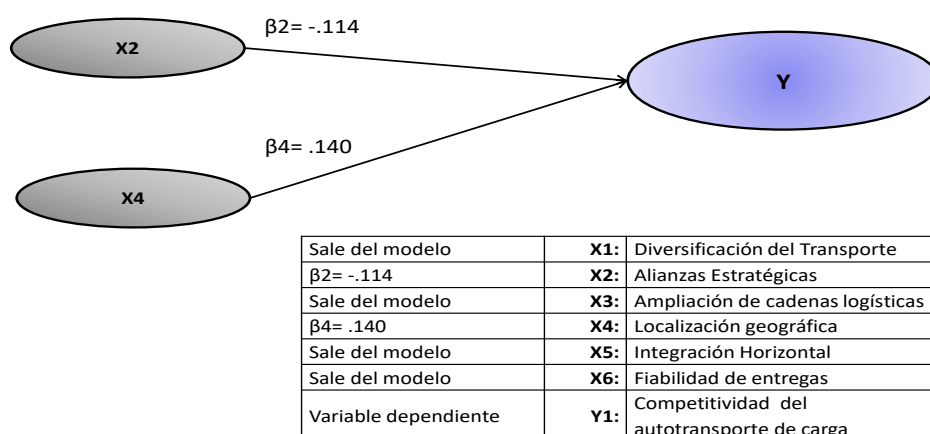 β2= -.114
X2
Y
β4= .140
X4
Sale del modelo X1: Diversificación del Transporte
β2= -.114 X2: Alianzas Estratégicas
Sale del modelo X3: Ampliación de cadenas logísticas
β4= .140 X4: Localización geográfica
Sale del modelo X5: Integración Horizontal
Sale del modelo X6: Fiabilidad de entregas
Variable dependiente Y1: Competitividad del
autotransporte de carga